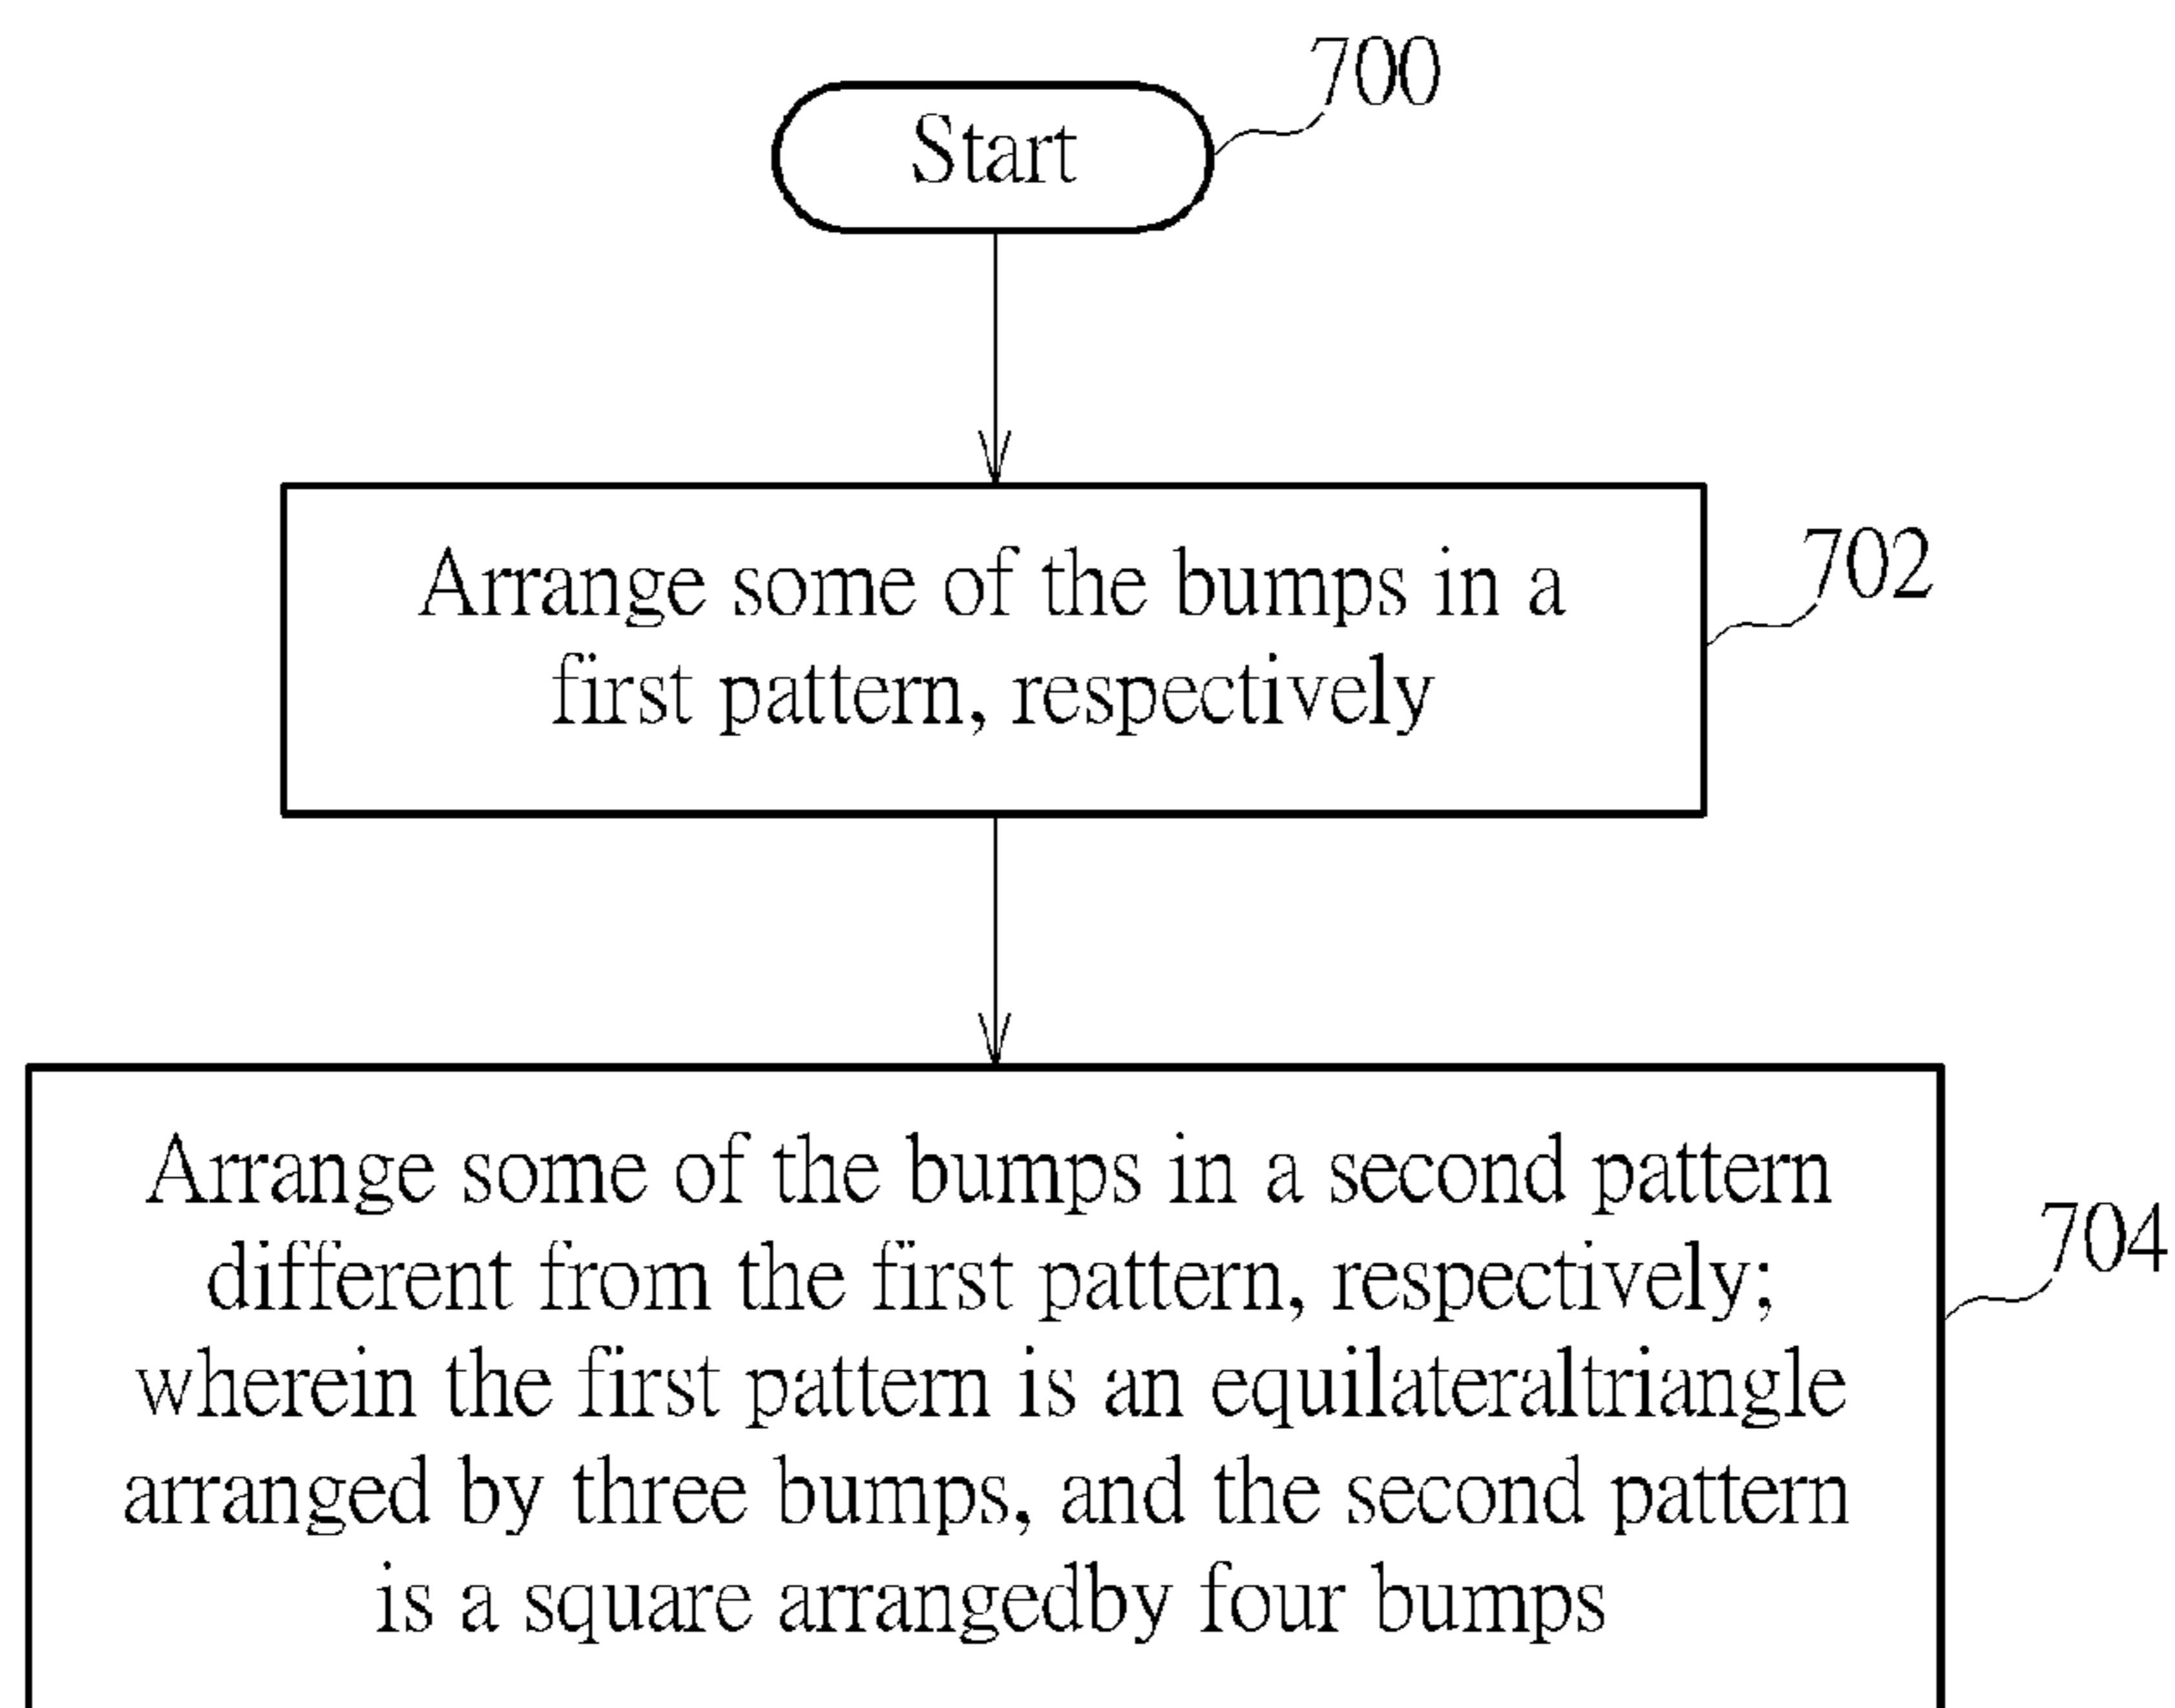 700
Start
Arrange some of the bumps in a
702
first pattern, respectively
Arrange some of the bumps in a second pattern
704
different from the first pattern, respectively;
wherein the first pattern is an equilateraltriangle
arranged by three bumps, and the second pattern
is a square arrangedby four bumps